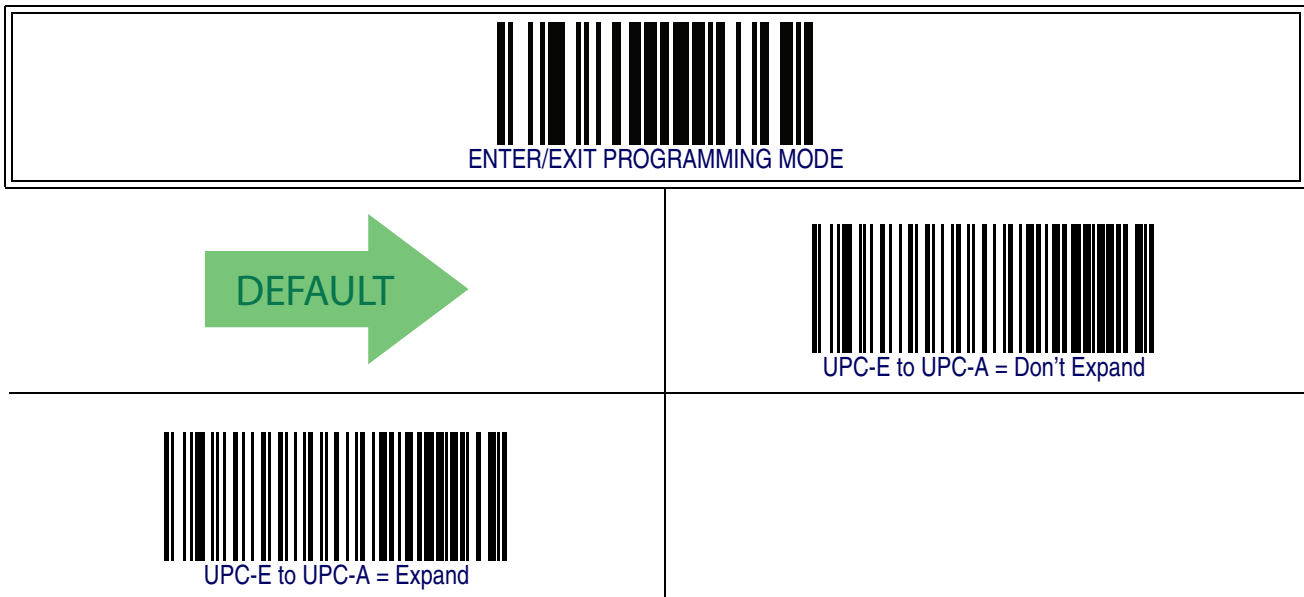 ENTER/EXIT PROGRAMMING MODE
DEFAULT
UPC-E to UPC-A = Don’t Expand
UPC-E to UPC-A = Expand